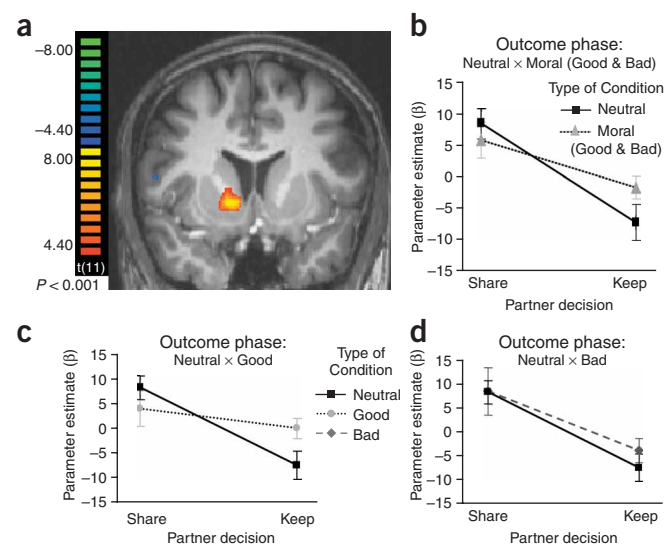 a
−8.00
−4.40
8.00
4.40
t(11)
P < 0.001
b
Outcome phase:
Neutral × Moral (Good & Bad)
Type of Condition
Neutral
Moral
(Good & Bad)
Parameter estimate (β)
15
10
5
0
−5
−10
−15
Share
Keep
Partner decision
c
Outcome phase:
Neutral × Good
Type of
Condition
Neutral
Good
Bad
Parameter estimate (β)
15
10
5
0
−5
−10
−15
Share
Keep
Partner decision
d
Outcome phase:
Neutral × Bad
Parameter estimate (β)
15
10
5
0
−5
−10
−15
Share
Keep
Partner decision